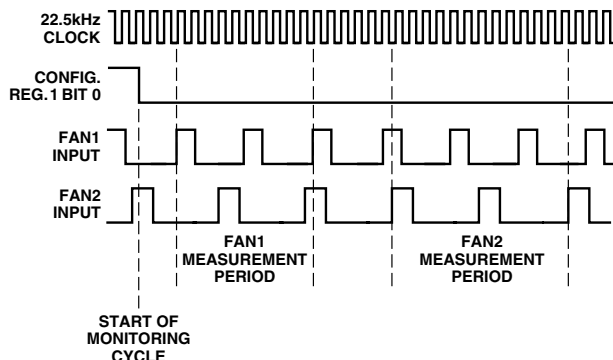 22.5kHz
CLOCK
CONFIG.
REG.1 BIT 0
FAN1
INPUT
FAN2
INPUT
FAN1
MEASUREMENT
PERIOD
FAN2
MEASUREMENT
PERIOD
START OF
MONITORING
CYCLE